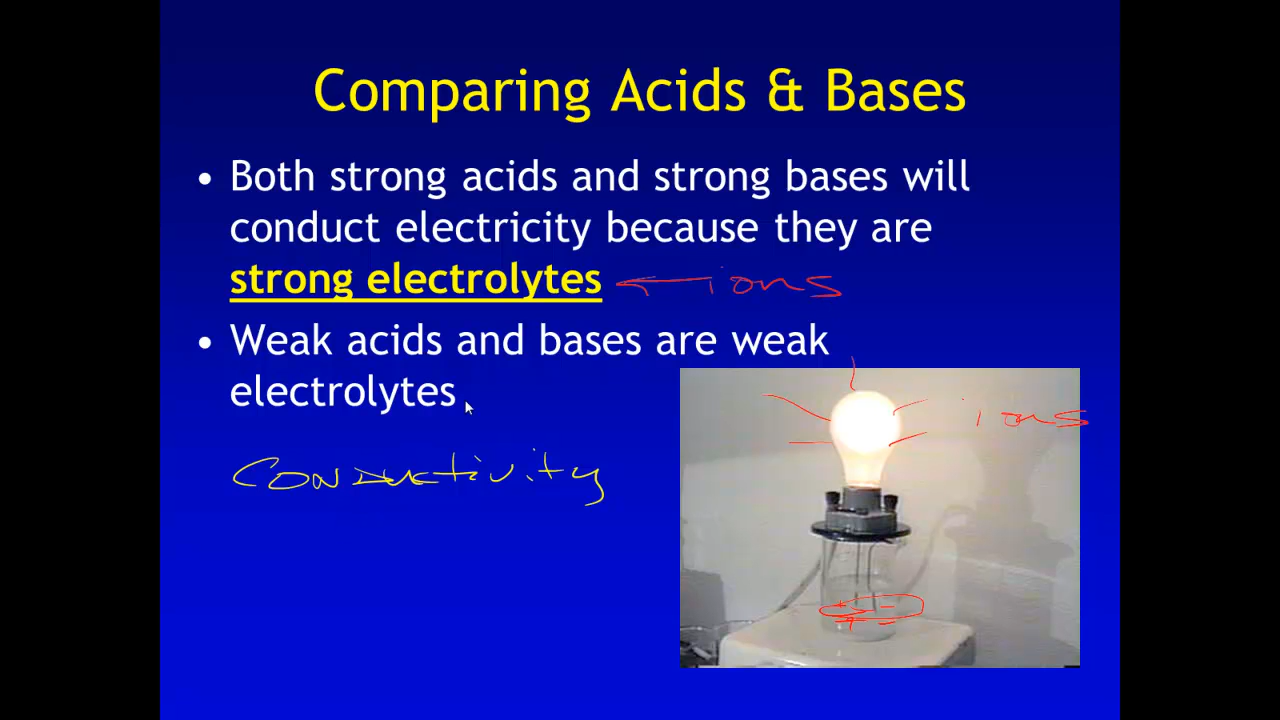 Comparing Acids & Bases
• Both strong acids and strong bases will
conduct electricity because they are
strong electrolytes ← ions
• Weak acids and bases are weak
electrolytes
ions
Conductivity
+ -
+ -